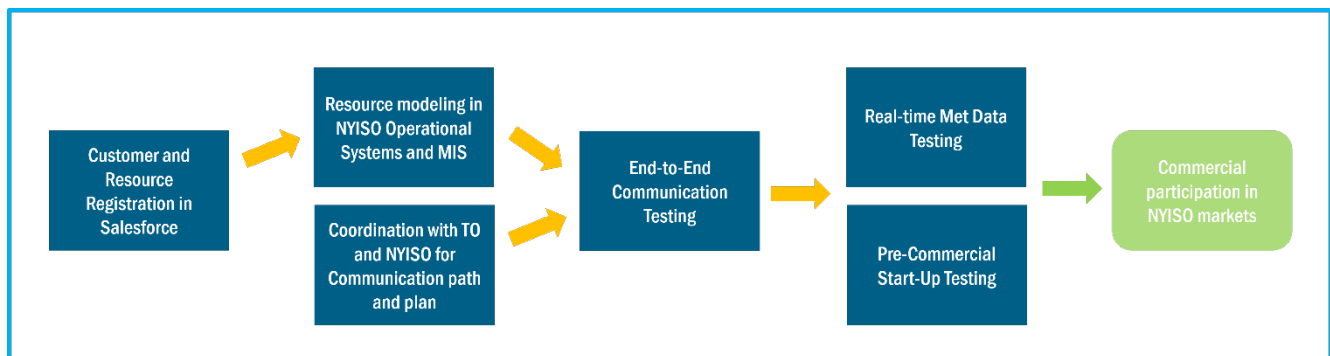 Customer and
Resource
Registration in
Salesforce
Resource modeling in
NYISO Operational
Systems and MIS
Coordination with TO
and NYISO for
Communication path
and plan
End-to-End
Communication
Testing
Real-time Met Data
Testing
Pre-Commercial
Start-Up Testing
Commercial
participation in
NYISO markets